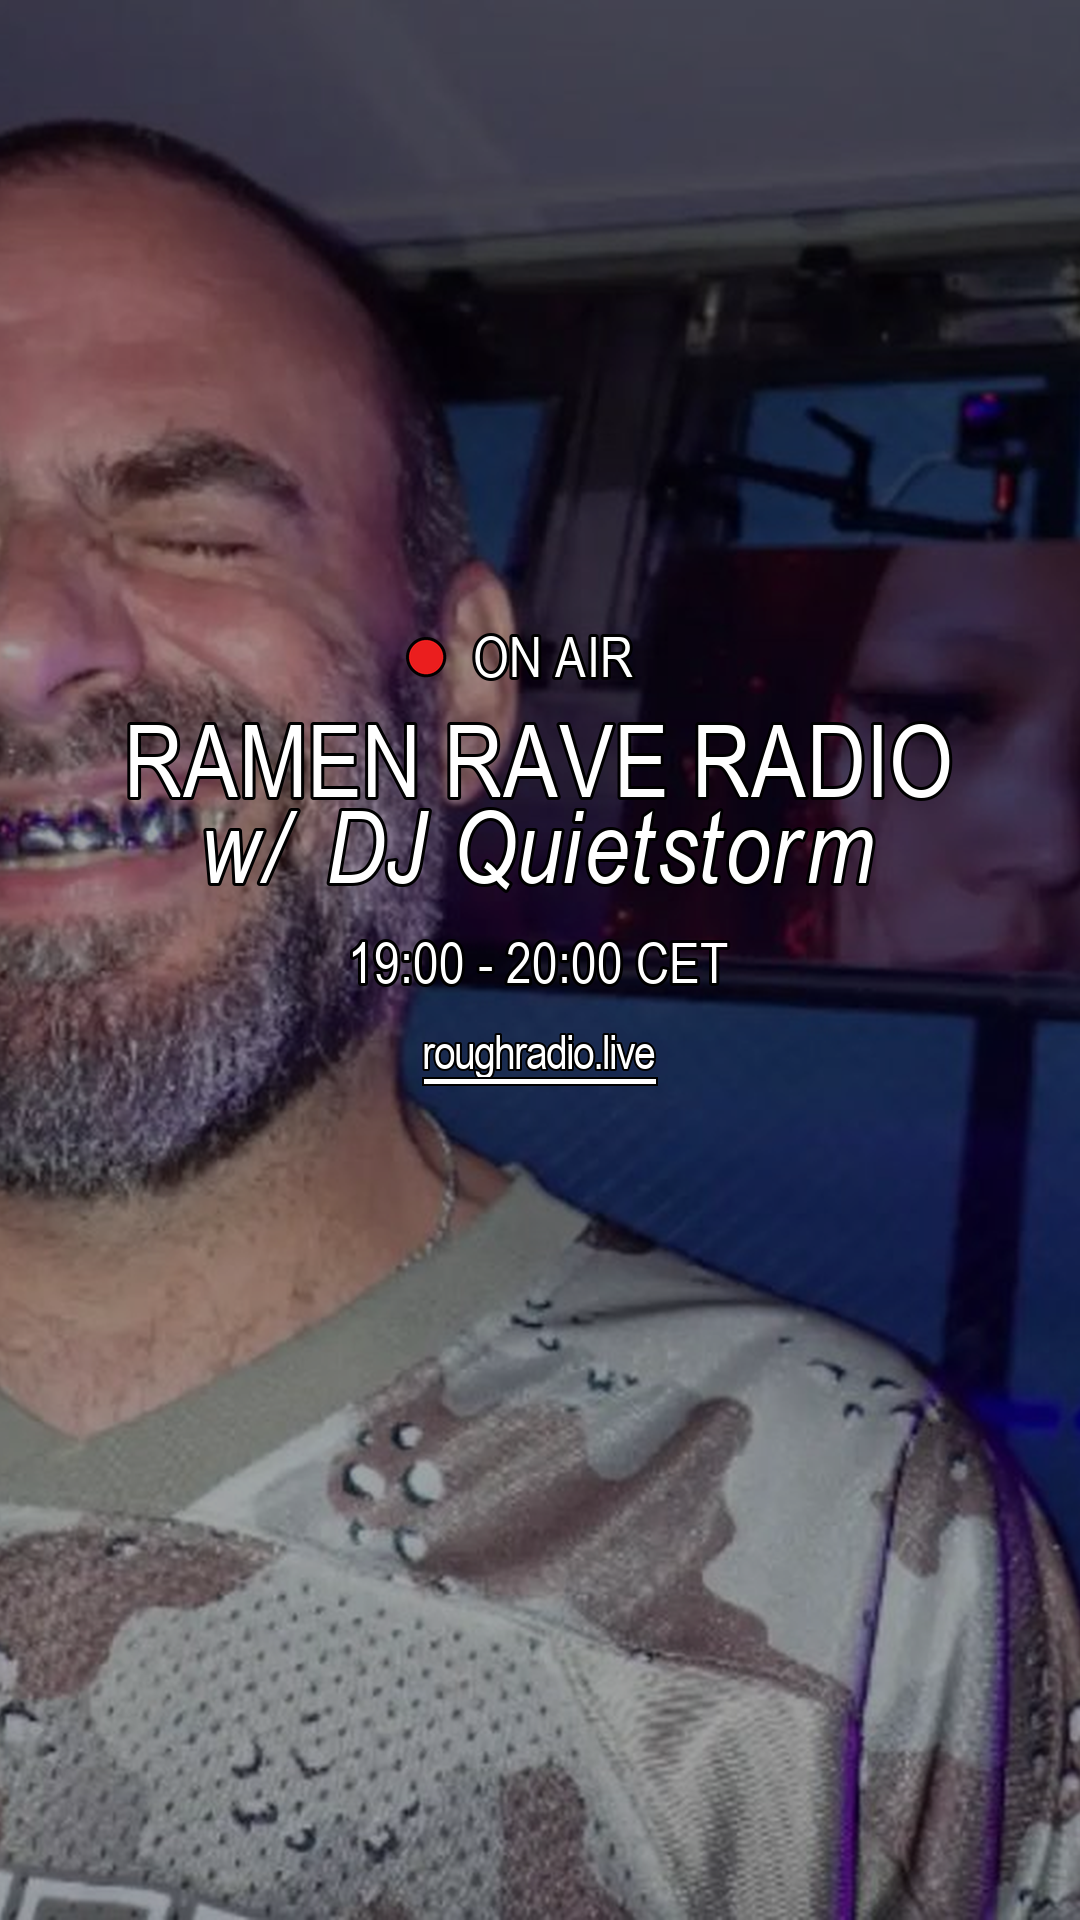 ON AIR
RAMEN RAVE RADIO
w/ DJ Quietstorm
19:00 - 20:00 CET
roughradio.live